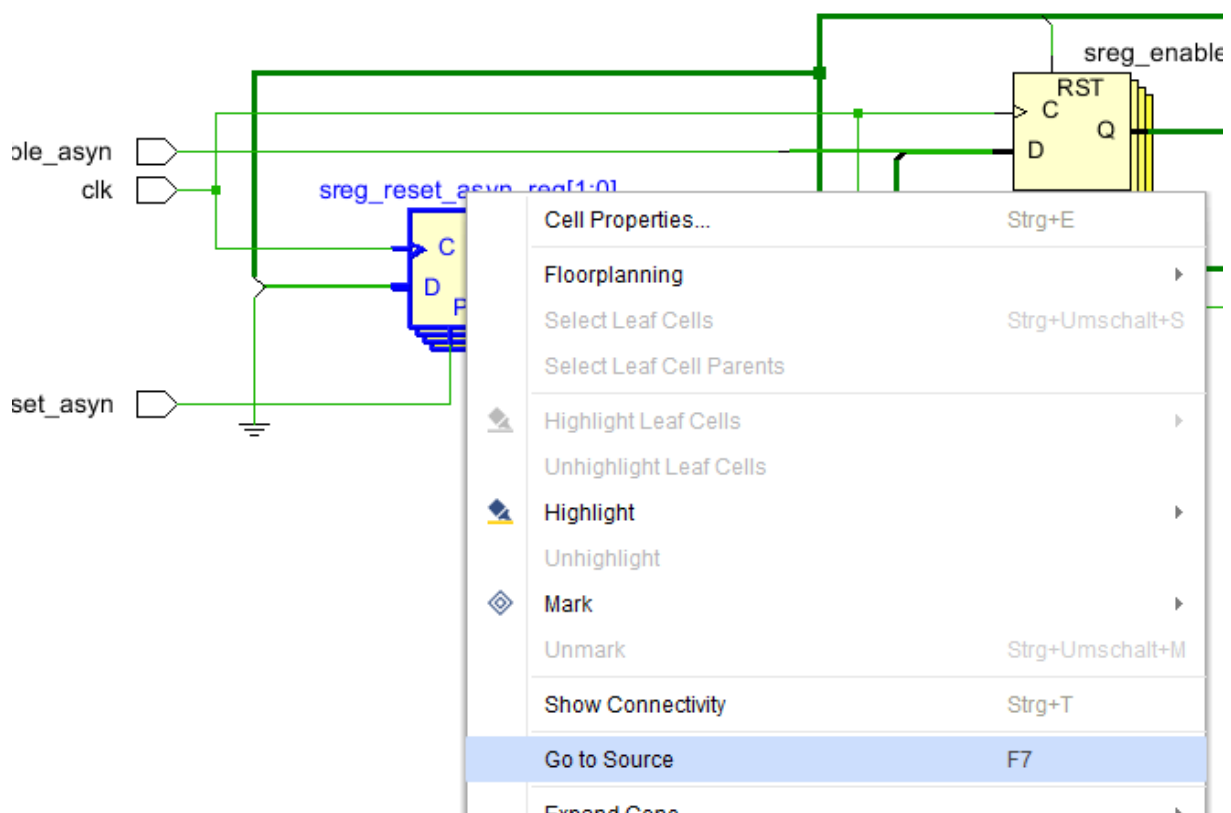 sreg_enable
RST
C
Q
D
ble_asyn
clk
sreg_reset_asyn_reg[1:0]
C
D
P
set_asyn
Cell Properties... Strg+E
Floorplanning
Select Leaf Cells Strg+Umschalt+S
Select Leaf Cell Parents
Highlight Leaf Cells
Unhighlight Leaf Cells
Highlight
Unhighlight
Mark
Unmark Strg+Umschalt+M
Show Connectivity Strg+T
Go to Source F7
Expand Cone